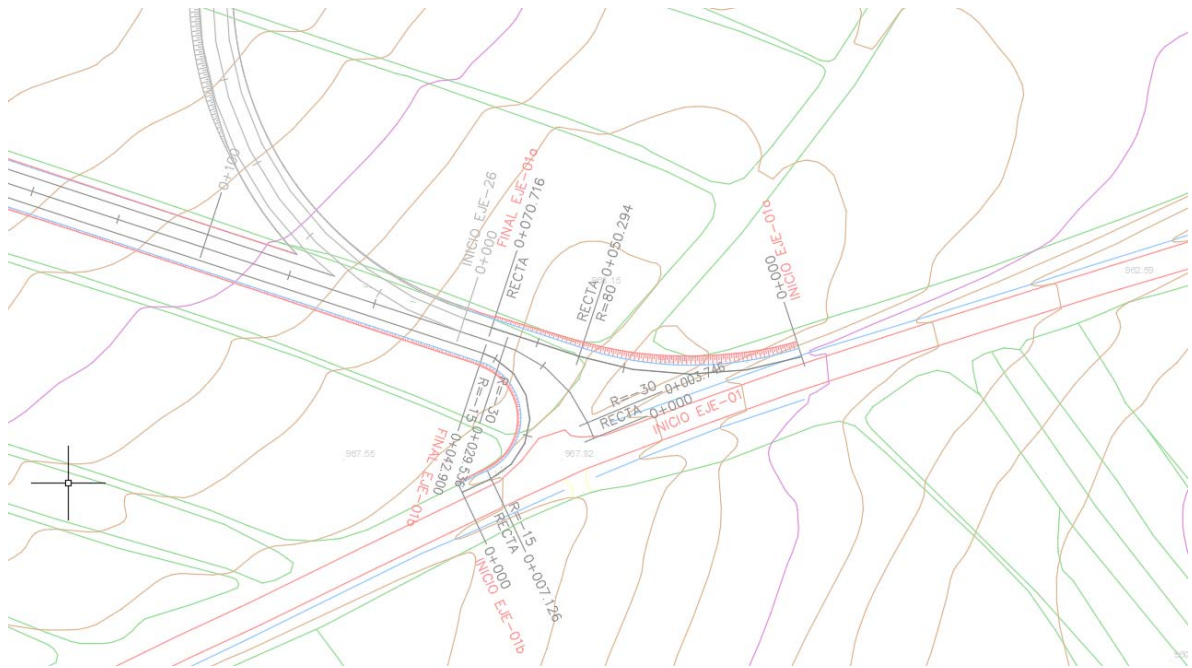 0+100
INICIO EJE-26
0+000
FINAL EJE-01a
RECTA 0+070.716
RECTA 0+050.294
R=80
INICIO EJE-01a
0+000
962.59
R=-30 0+003.746
RECTA 0+000
INICIO EJE-01
R=-30
R=-15 0+029.536
0+042.900
FINAL EJE-01b
967.55
967.92
R=-15
RECTA 0+007.126
0+000
INICIO EJE-01b